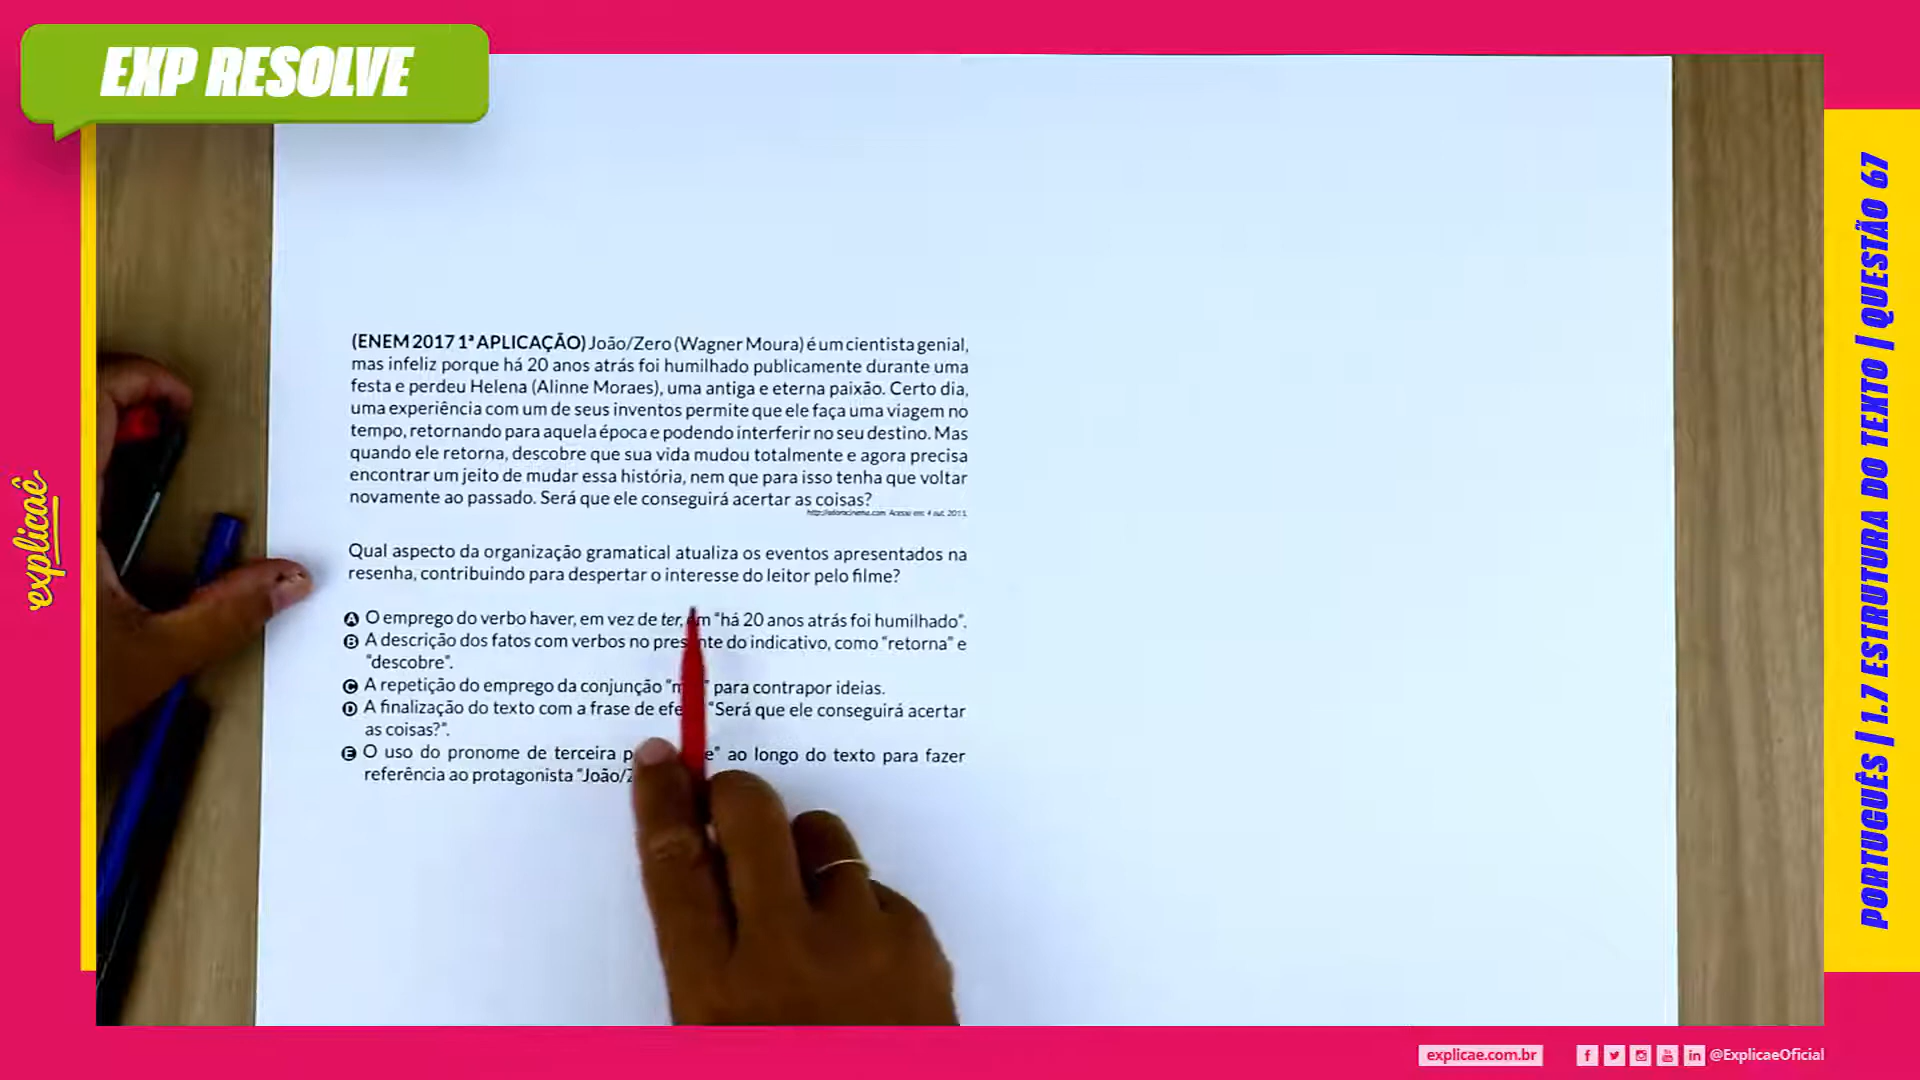 EXP RESOLVE
(ENEM 2017 1ª APLICAÇÃO) João/Zero (Wagner Moura) é um cientista genial,
mas infeliz porque há 20 anos atrás foi humilhado publicamente durante uma
festa e perdeu Helena (Alinne Moraes), uma antiga e eterna paixão. Certo dia,
uma experiência com um de seus inventos permite que ele faça uma viagem no
tempo, retornando para aquela época e podendo interferir no seu destino. Mas
quando ele retorna, descobre que sua vida mudou totalmente e agora precisa
encontrar um jeito de mudar essa história, nem que para isso tenha que voltar
novamente ao passado. Será que ele conseguirá acertar as coisas?
http://adorocinema.com Acesso em: 4 out. 2011.
Qual aspecto da organização gramatical atualiza os eventos apresentados na
resenha, contribuindo para despertar o interesse do leitor pelo filme?
A O emprego do verbo haver, em vez de ter, em "há 20 anos atrás foi humilhado".
B A descrição dos fatos com verbos no presente do indicativo, como "retorna" e
"descobre".
C A repetição do emprego da conjunção para contrapor ideias.
D A finalização do texto com a frase de "Será que ele conseguirá acertar
as coisas?".
E O uso do pronome de terceira ao longo do texto para fazer
referência ao protagonista "João/
explicaê
PORTUGUÊS | 1.7 ESTRUTURA DO TEXTO | QUESTÃO 67
explicae.com.br
@ExplicaeOficial